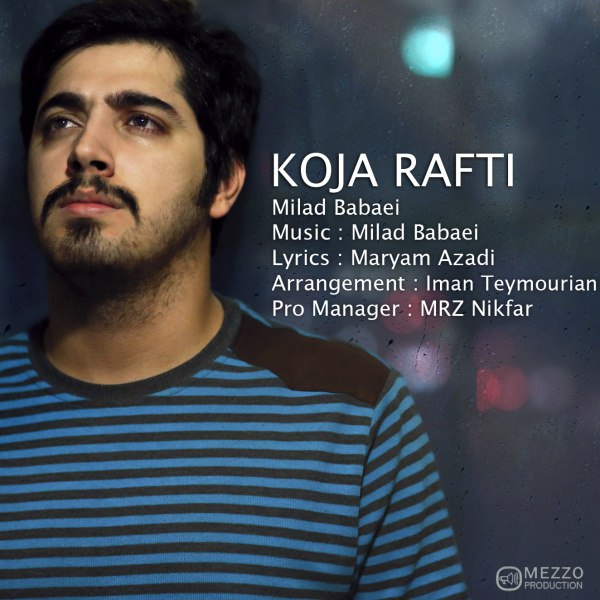 KOJA RAFTI
Milad Babaei
Music : Milad Babaei
Lyrics : Maryam Azadi
Arrangement : Iman Teymourian
Pro Manager : MRZ Nikfar
MEZZO
PRODUCTION